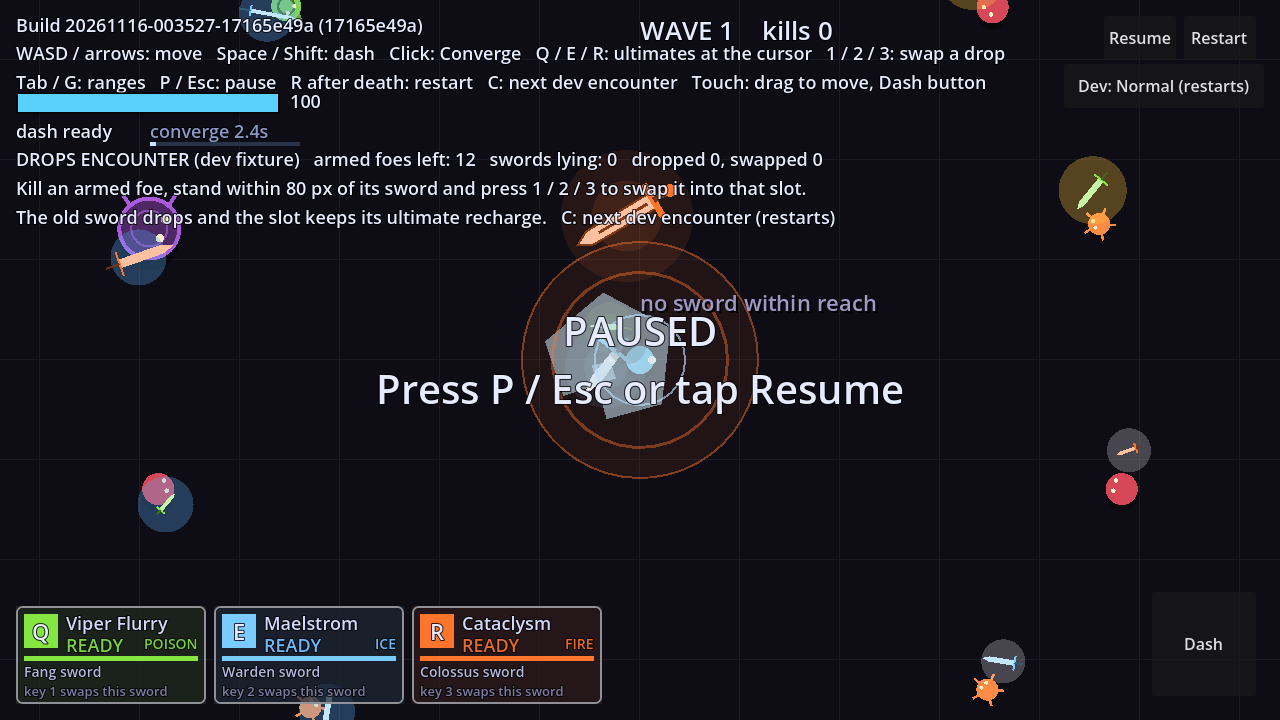 Build 20261116-003527-17165e49a (17165e49a)
WAVE 1    kills 0
Resume
Restart
WASD / arrows: move   Space / Shift: dash   Click: Converge   Q / E / R: ultimates at the cursor   1 / 2 / 3: swap a drop
Tab / G: ranges   P / Esc: pause   R after death: restart   C: next dev encounter   Touch: drag to move, Dash button
Dev: Normal (restarts)
100
dash ready
converge 2.4s
DROPS ENCOUNTER (dev fixture)   armed foes left: 12   swords lying: 0   dropped 0, swapped 0
Kill an armed foe, stand within 80 px of its sword and press 1 / 2 / 3 to swap it into that slot.
The old sword drops and the slot keeps its ultimate recharge.   C: next dev encounter (restarts)
no sword within reach
PAUSED
Press P / Esc or tap Resume
Q
Viper Flurry
READY
POISON
Fang sword
key 1 swaps this sword
E
Maelstrom
READY
ICE
Warden sword
key 2 swaps this sword
R
Cataclysm
READY
FIRE
Colossus sword
key 3 swaps this sword
Dash